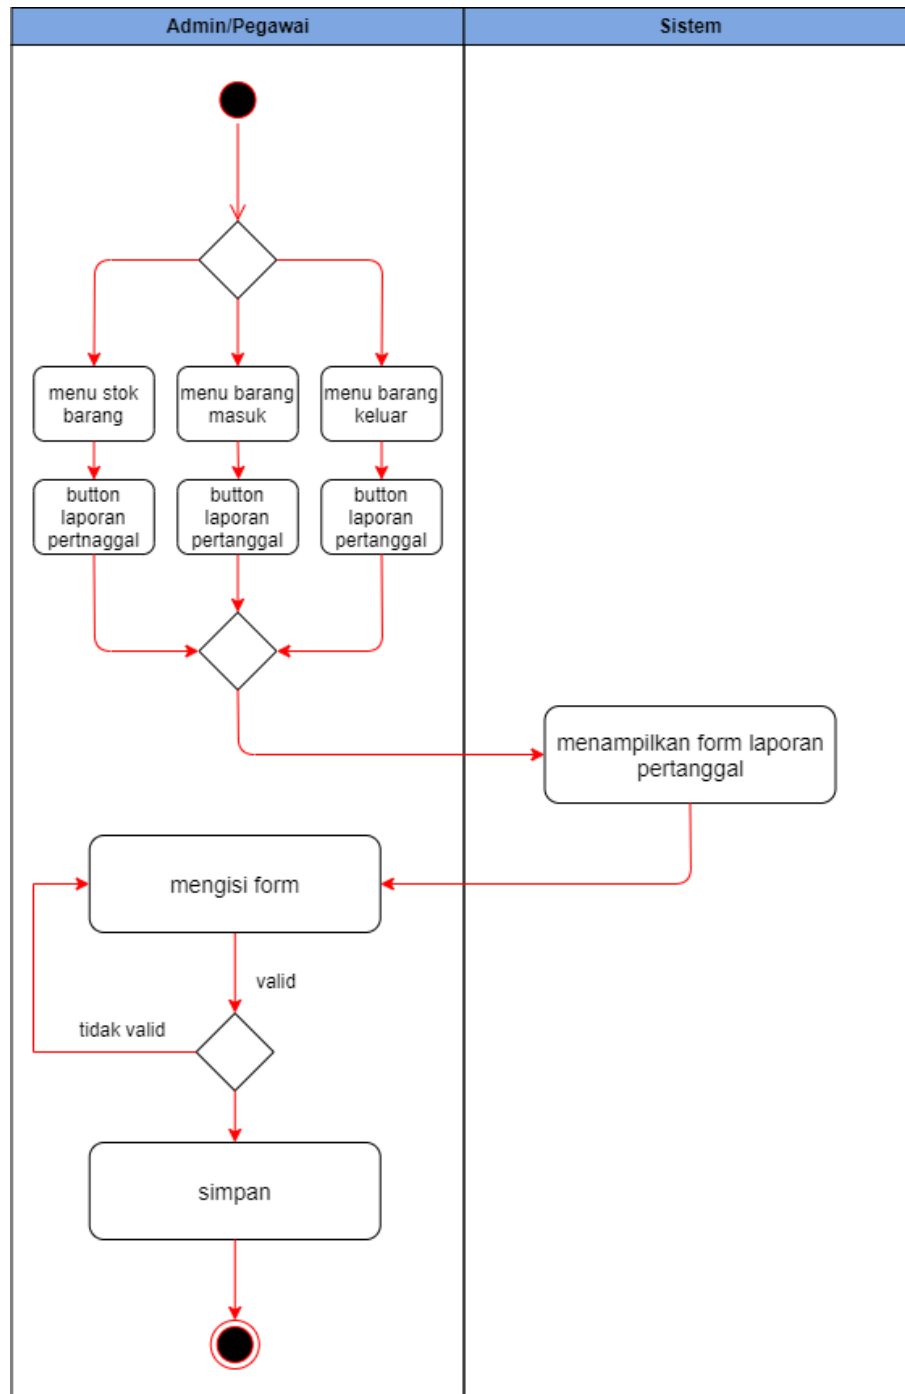 Admin/Pegawai
Sistem
menu stok
barang
menu barang
masuk
menu barang
keluar
button
laporan
pertnaggal
button
laporan
pertanggal
button
laporan
pertanggal
menampilkan form laporan
pertanggal
mengisi form
valid
tidak valid
simpan